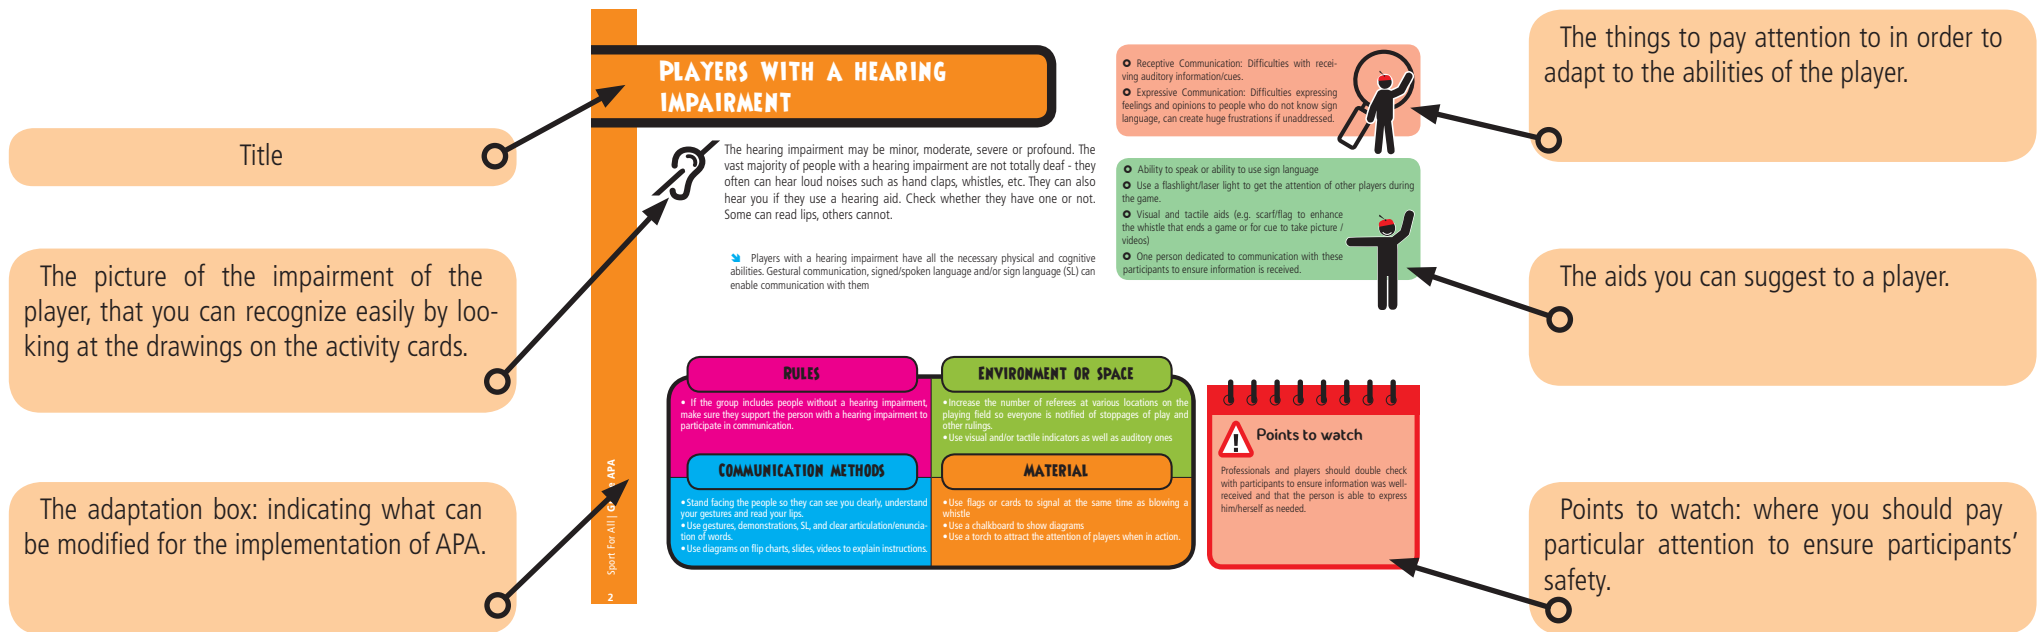 Title
The picture of the impairment of the
player, that you can recognize easily by loo-
king at the drawings on the activity cards.
The adaptation box: indicating what can
be modified for the implementation of APA.
PLAYERS WITH A HEARING
IMPAIRMENT
The hearing impairment may be minor, moderate, severe or profound. The
vast majority of people with a hearing impairment are not totally deaf - they
often can hear loud noises such as hand claps, whistles, etc. They can also
hear you if they use a hearing aid. Check whether they have one or not.
Some can read lips, others cannot.
Players with a hearing impairment have all the necessary physical and cognitive
abilities. Gestural communication, signed/spoken language and/or sign language (SL) can
enable communication with them
Receptive Communication: Difficulties with recei-
ving auditory information/cues.
Expressive Communication: Difficulties expressing
feelings and opinions to people who do not know sign
language, can create huge frustrations if unaddressed.
Ability to speak or ability to use sign language
Use a flashlight/laser light to get the attention of other players during
the game.
Visual and tactile aids (e.g. scarf/flag to enhance
the whistle that ends a game or for cue to take picture /
videos)
One person dedicated to communication with these
participants to ensure information is received.
RULES
• If the group includes people without a hearing impairment,
make sure they support the person with a hearing impairment to
participate in communication.
ENVIRONMENT OR SPACE
• Increase the number of referees at various locations on the
playing field so everyone is notified of stoppages of play and
other rulings.
• Use visual and/or tactile indicators as well as auditory ones
COMMUNICATION METHODS
• Stand facing the people so they can see you clearly, understand
your gestures and read your lips.
• Use gestures, demonstrations, SL, and clear articulation/enuncia-
tion of words.
• Use diagrams on flip charts, slides, videos to explain instructions.
MATERIAL
• Use flags or cards to signal at the same time as blowing a
whistle
• Use a chalkboard to show diagrams
• Use a torch to attract the attention of players when in action.
Points to watch
Professionals and players should double check
with participants to ensure information was well-
received and that the person is able to express
him/herself as needed.
Sport For All | APA
2
The things to pay attention to in order to
adapt to the abilities of the player.
The aids you can suggest to a player.
Points to watch: where you should pay
particular attention to ensure participants'
safety.